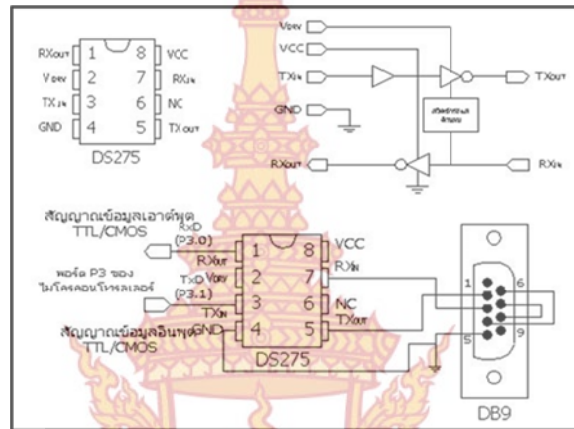 RXOUT 1 8 VCC
VDRV 2 7 RXIN
TXIN 3 6 NC
GND 4 5 TXOUT
DS275
VDRV
VCC
TXIN TXOUT
GND
RXOUT RXIN
สัญญาณข้อมูลเอาต์พุต
TTL/CMOS
RxD
(P3.0)
RXOUT 1 8 VCC
พอร์ต P3 ของ
ไมโครคอนโทรลเลอร์
TxD VDRV 2 7 RXIN
(P3.1)
TXIN 3 6 NC
สัญญาณข้อมูลอินพุต
TTL/CMOS
GND 4 5 TXOUT
DS275
1 6
5 9
DB9